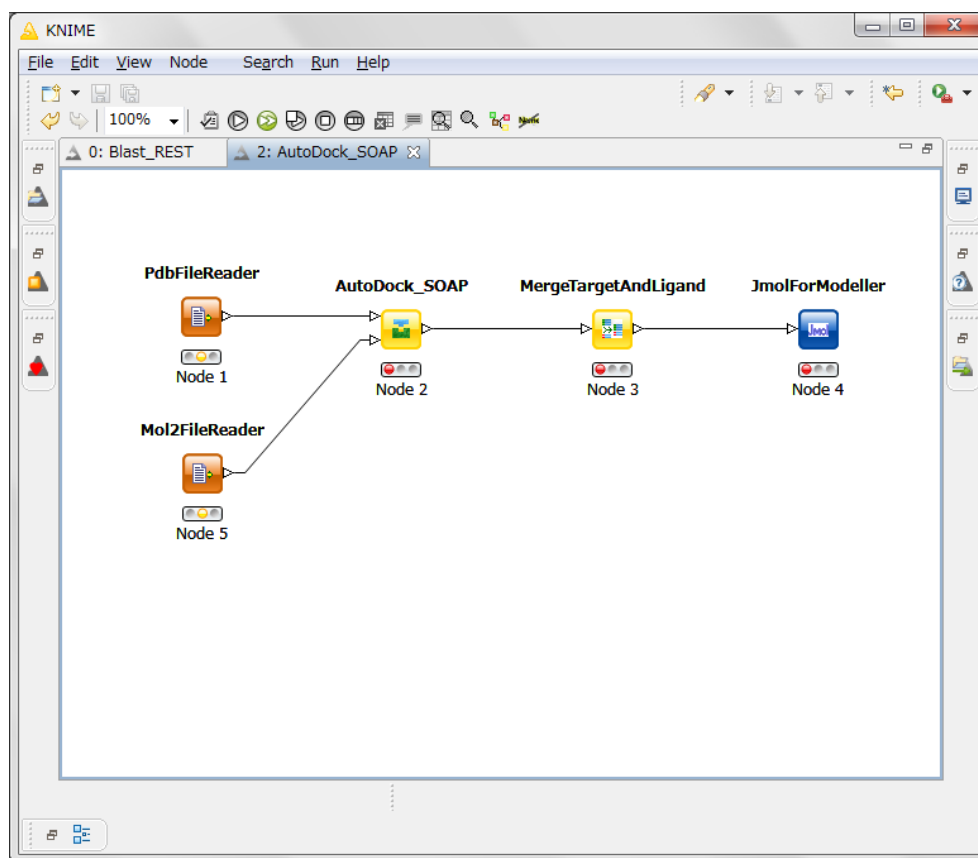 KNIME
File Edit View Node Search Run Help
100%
0: Blast_REST 2: AutoDock_SOAP
PdbFileReader
AutoDock_SOAP
MergeTargetAndLigand
JmolForModeller
Jmol
Node 1
Node 2
Node 3
Node 4
Mol2FileReader
Node 5